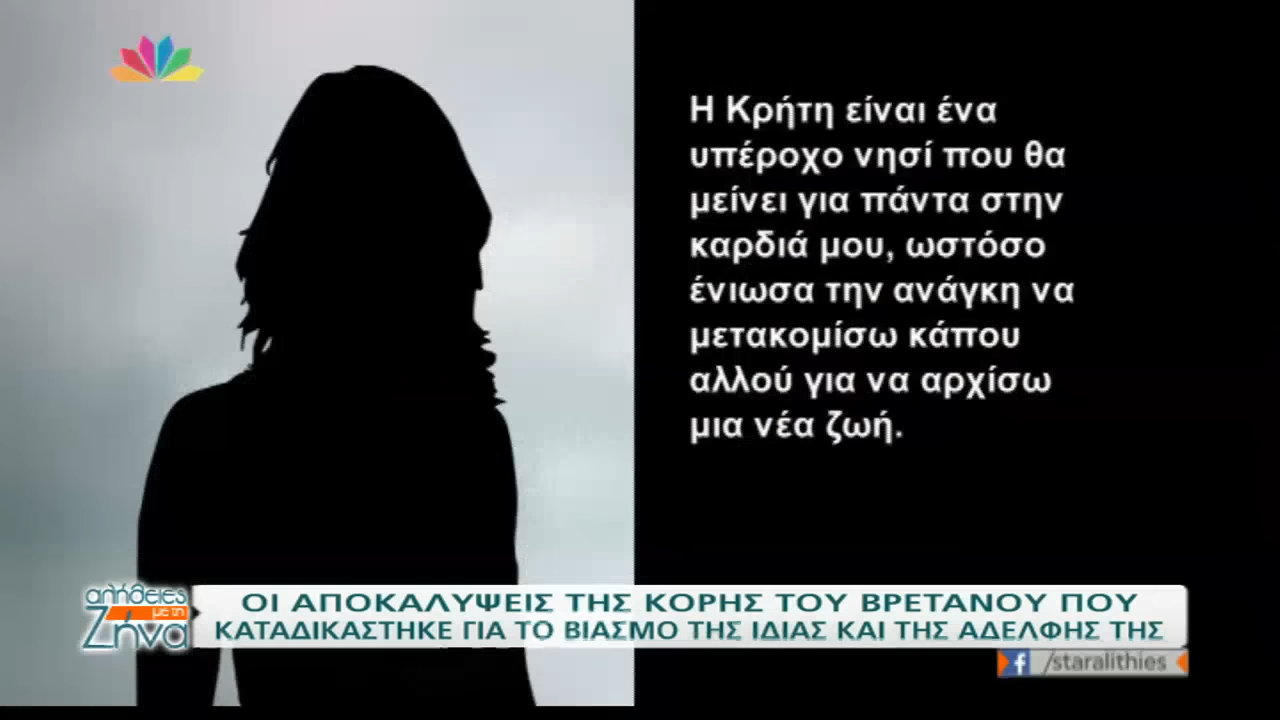 Η Κρήτη είναι ένα
υπέροχο νησί που θα
μείνει για πάντα στην
καρδιά μου, ωστόσο
ένιωσα την ανάγκη να
μετακομίσω κάπου
αλλού για να αρχίσω
μια νέα ζωή.
αλήθειες
με τη
Ζήνα
ΟΙ ΑΠΟΚΑΛΥΨΕΙΣ ΤΗΣ ΚΟΡΗΣ ΤΟΥ ΒΡΕΤΑΝΟΥ ΠΟΥ
ΚΑΤΑΔΙΚΑΣΤΗΚΕ ΓΙΑ ΤΟ ΒΙΑΣΜΟ ΤΗΣ ΙΔΙΑΣ ΚΑΙ ΤΗΣ ΑΔΕΛΦΗΣ ΤΗΣ
f /staralithies